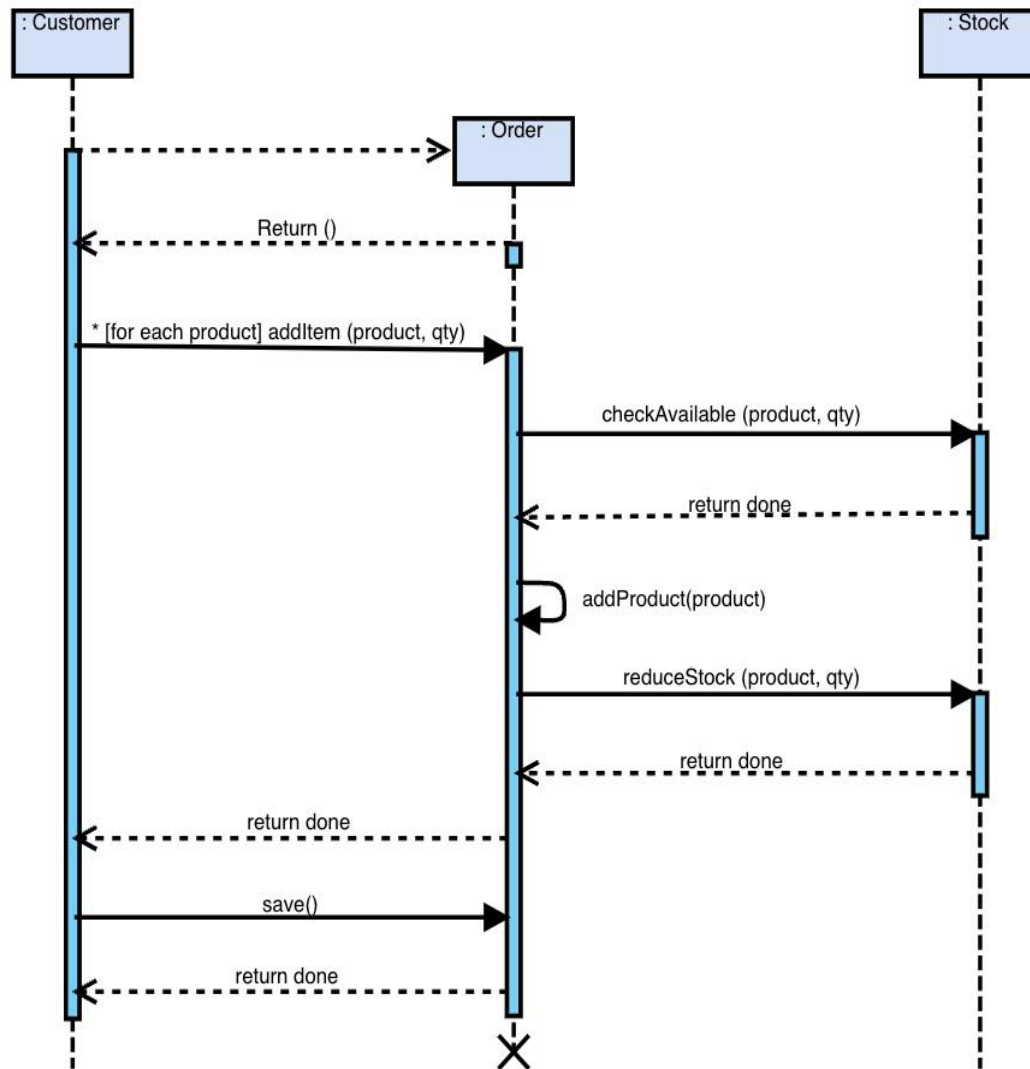 : Customer
: Stock
: Order
Return ()
* [for each product] addItem (product, qty)
checkAvailable (product, qty)
return done
addProduct(product)
reduceStock (product, qty)
return done
return done
save()
return done